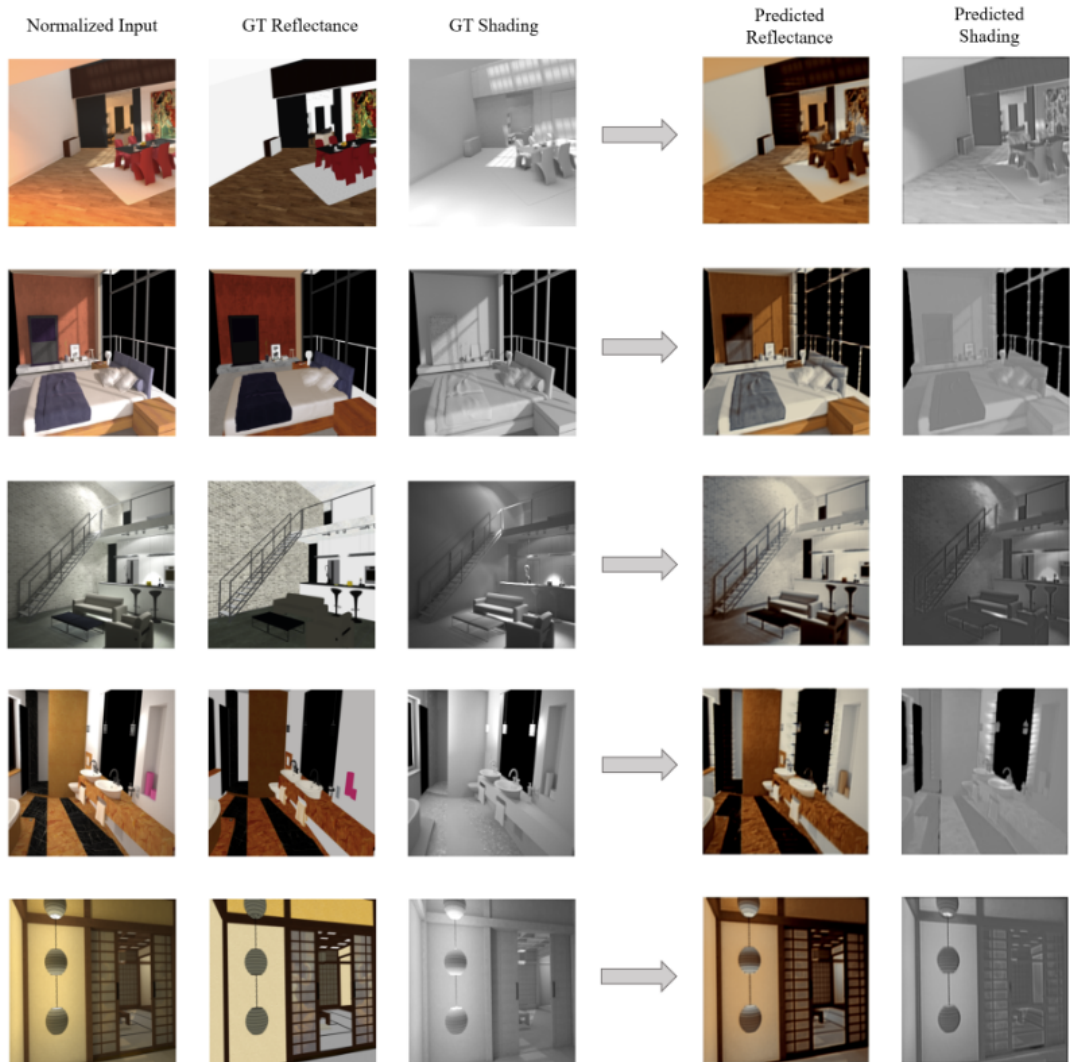 Normalized Input
GT Reflectance
GT Shading
Predicted
Reflectance
Predicted
Shading